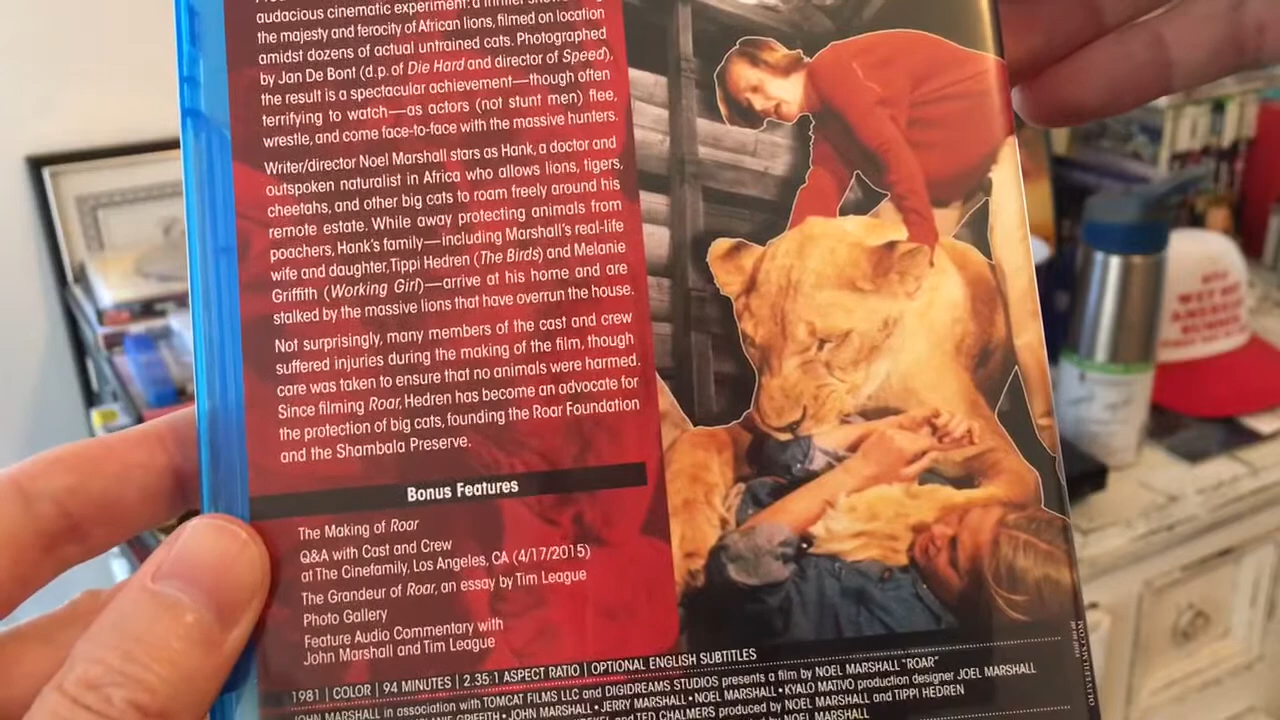 audacious cinematic experiment: a thriller
the majesty and ferocity of African lions, filmed on location
amidst dozens of actual untrained cats. Photographed
by Jan De Bont (d.p. of Die Hard and director of Speed),
the result is a spectacular achievement—though often
terrifying to watch—as actors (not stunt men) flee,
wrestle, and come face-to-face with the massive hunters.
Writer/director Noel Marshall stars as Hank, a doctor and
outspoken naturalist in Africa who allows lions, tigers,
cheetahs, and other big cats to roam freely around his
remote estate. While away protecting animals from
poachers, Hank's family—including Marshall's real-life
wife and daughter, Tippi Hedren (The Birds) and Melanie
Griffith (Working Girl)—arrive at his home and are
stalked by the massive lions that have overrun the house.
Not surprisingly, many members of the cast and crew
suffered injuries during the making of the film, though
care was taken to ensure that no animals were harmed.
Since filming Roar, Hedren has become an advocate for
the protection of big cats, founding the Roar Foundation
and the Shambala Preserve.
Bonus Features
The Making of Roar
Q&A with Cast and Crew
at The Cinefamily, Los Angeles, CA (4/17/2015)
The Grandeur of Roar, an essay by Tim League
Photo Gallery
Feature Audio Commentary with
John Marshall and Tim League
1981 | COLOR | 94 MINUTES | 2.35:1 ASPECT RATIO | OPTIONAL ENGLISH SUBTITLES
JOHN MARSHALL in association with TOMCAT FILMS LLC and DIGIDREAMS STUDIOS presents a film by NOEL MARSHALL "ROAR"
GRIFFITH • JOHN MARSHALL • JERRY MARSHALL • NOEL MARSHALL • KYALO MATIVO production designer JOEL MARSHALL
and TED CHALMERS produced by NOEL MARSHALL and TIPPI HEDREN
by NOEL MARSHALL
OLIVEFILMS.COM